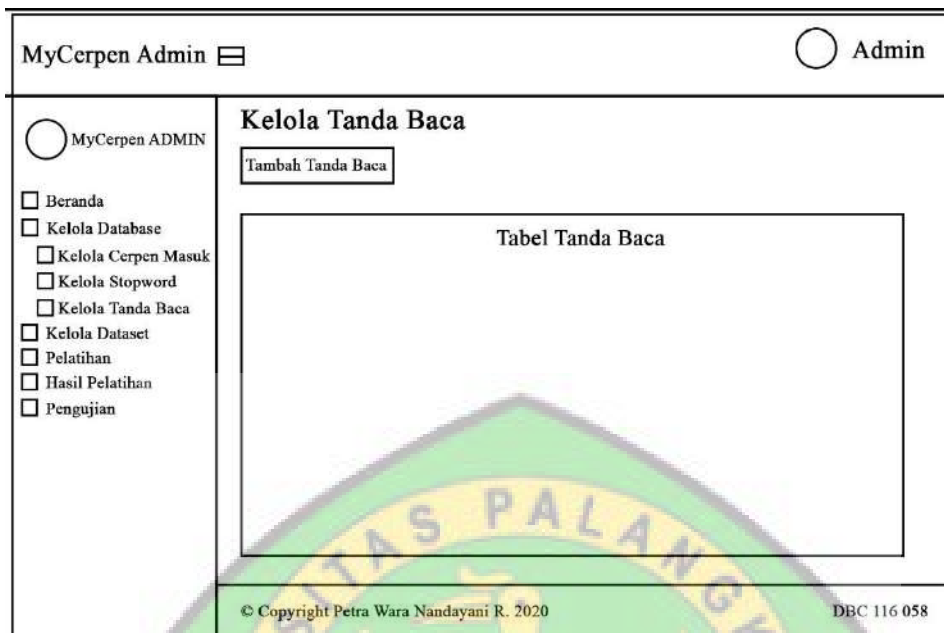 MyCerpen Admin
Admin
MyCerpen ADMIN
Beranda
Kelola Database
Kelola Cerpen Masuk
Kelola Stopword
Kelola Tanda Baca
Kelola Dataset
Pelatihan
Hasil Pelatihan
Pengujian
Kelola Tanda Baca
Tambah Tanda Baca
Tabel Tanda Baca
ITAS PALANGK
© Copyright Petra Wara Nandayani R. 2020
DBC 116 058